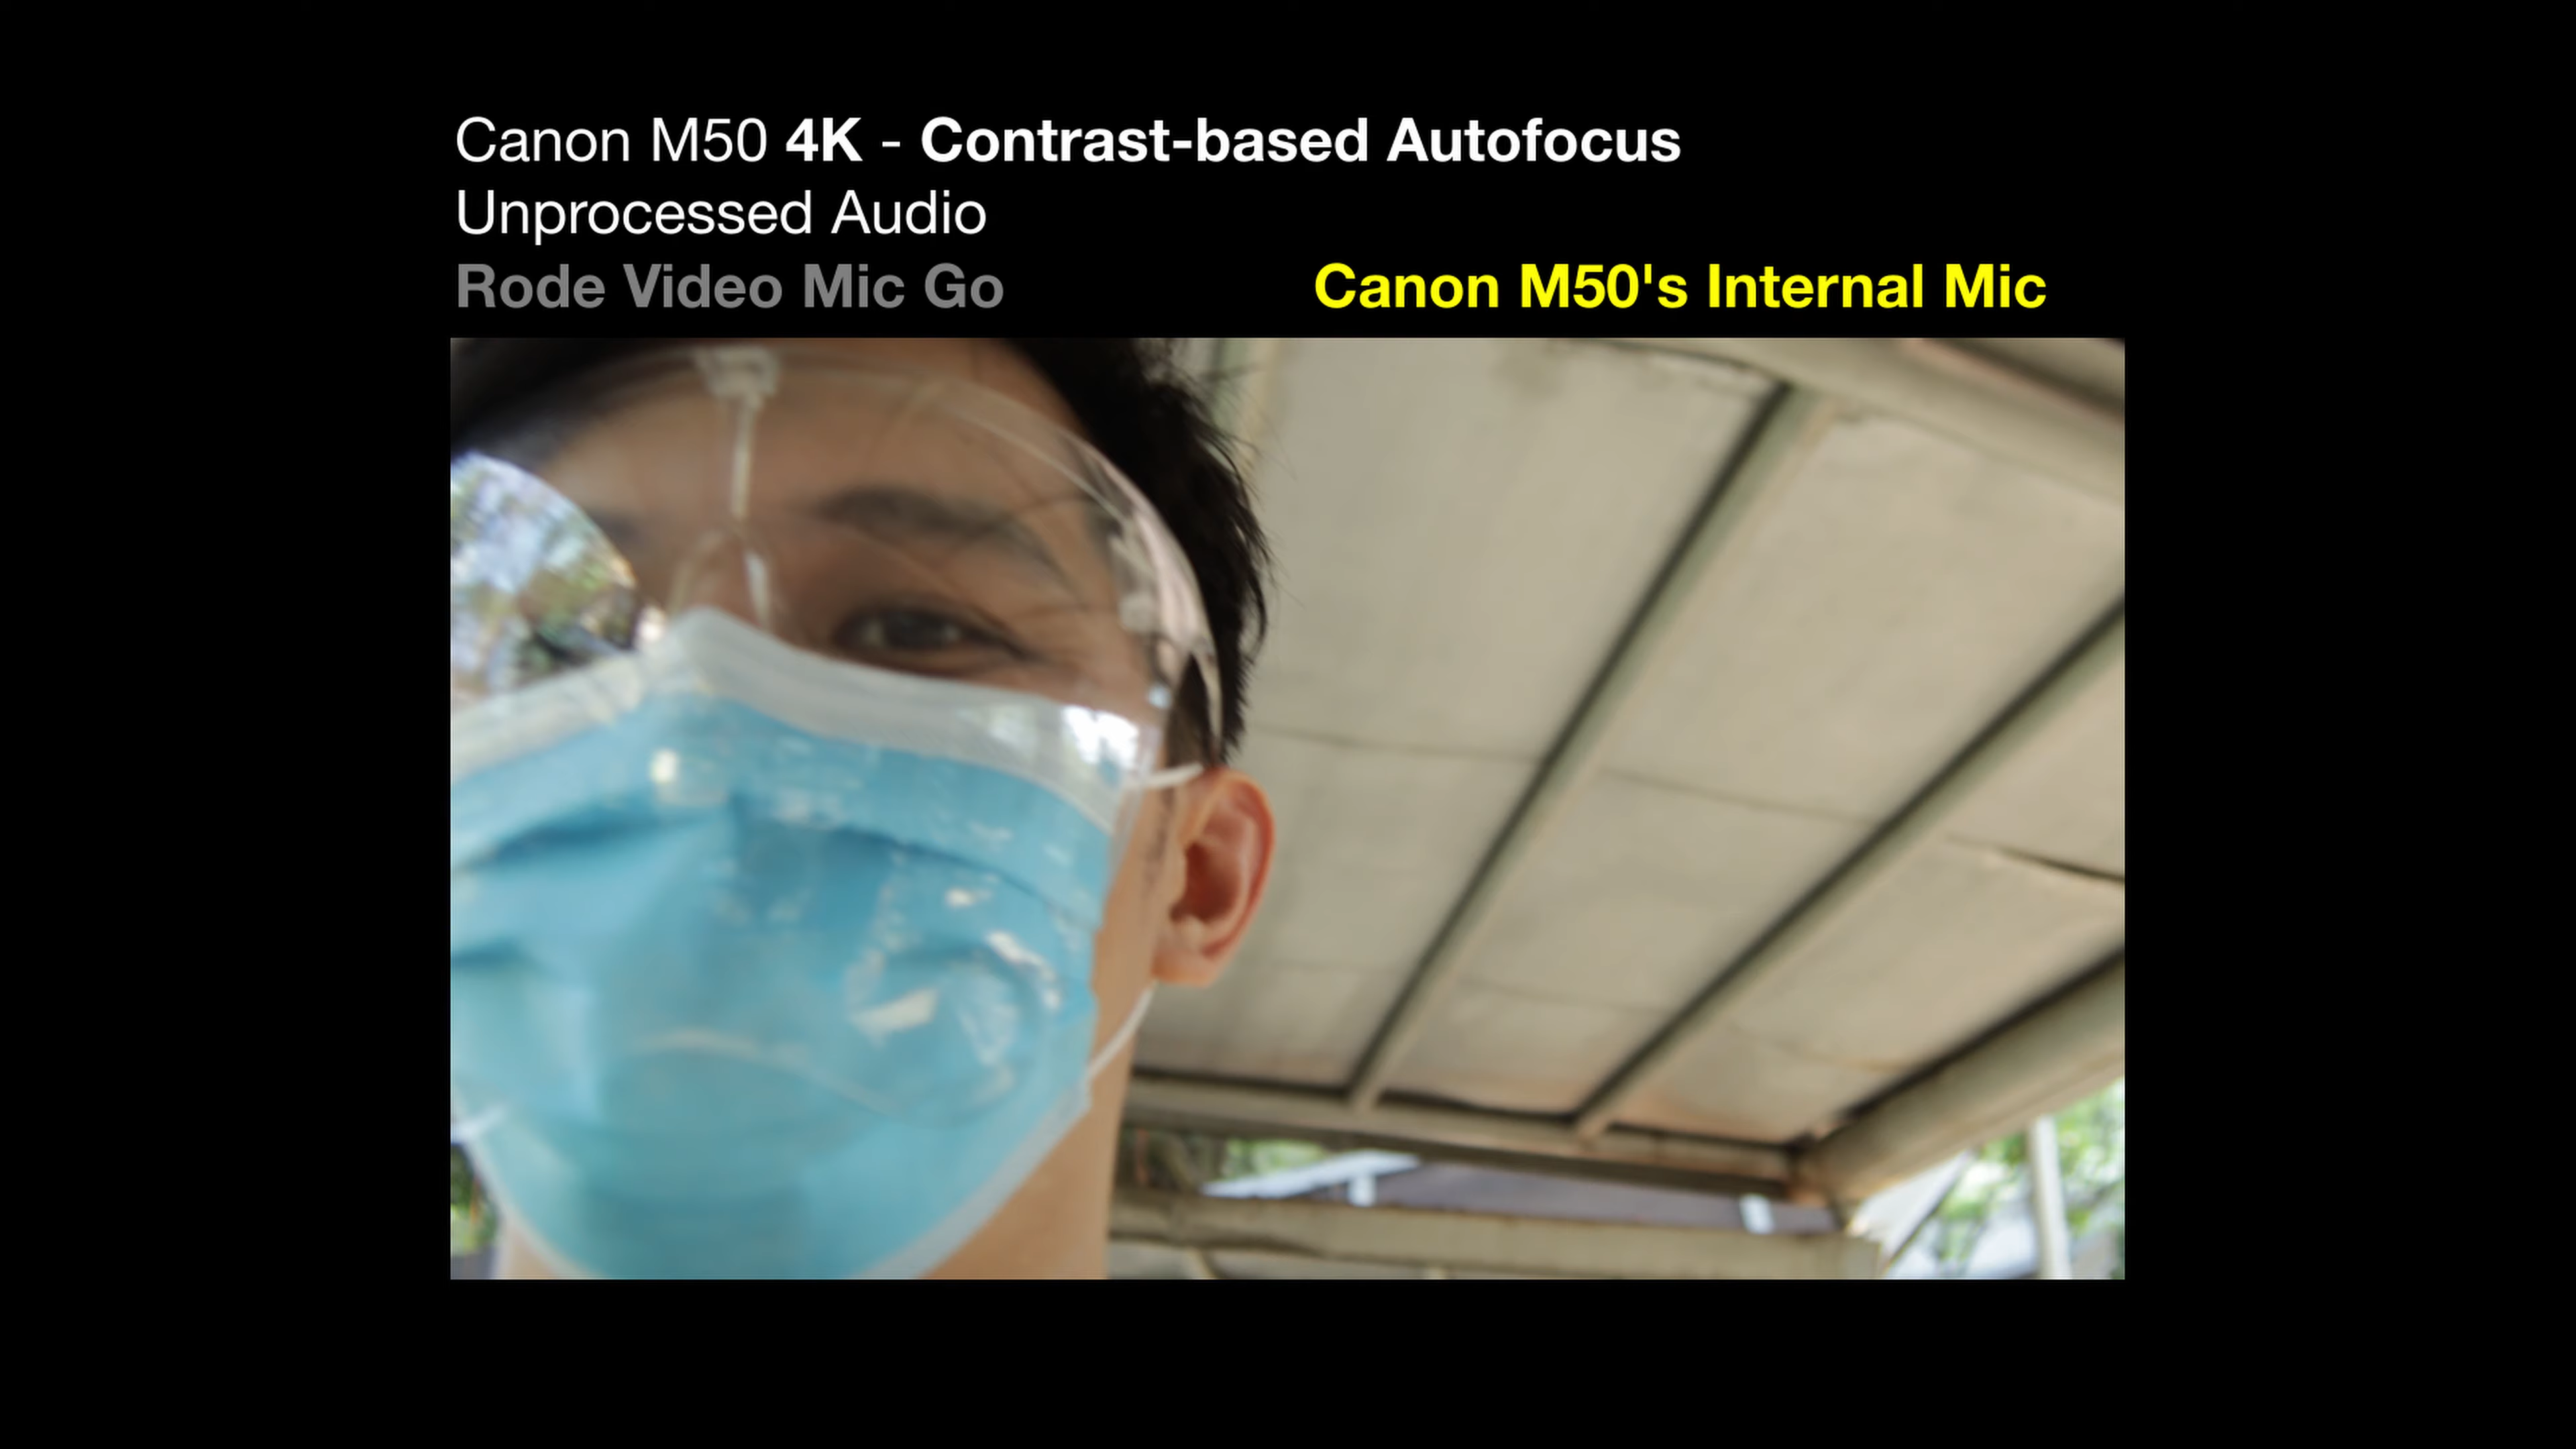 Canon M50 4K - Contrast-based Autofocus
Unprocessed Audio
Rode Video Mic Go Canon M50's Internal Mic